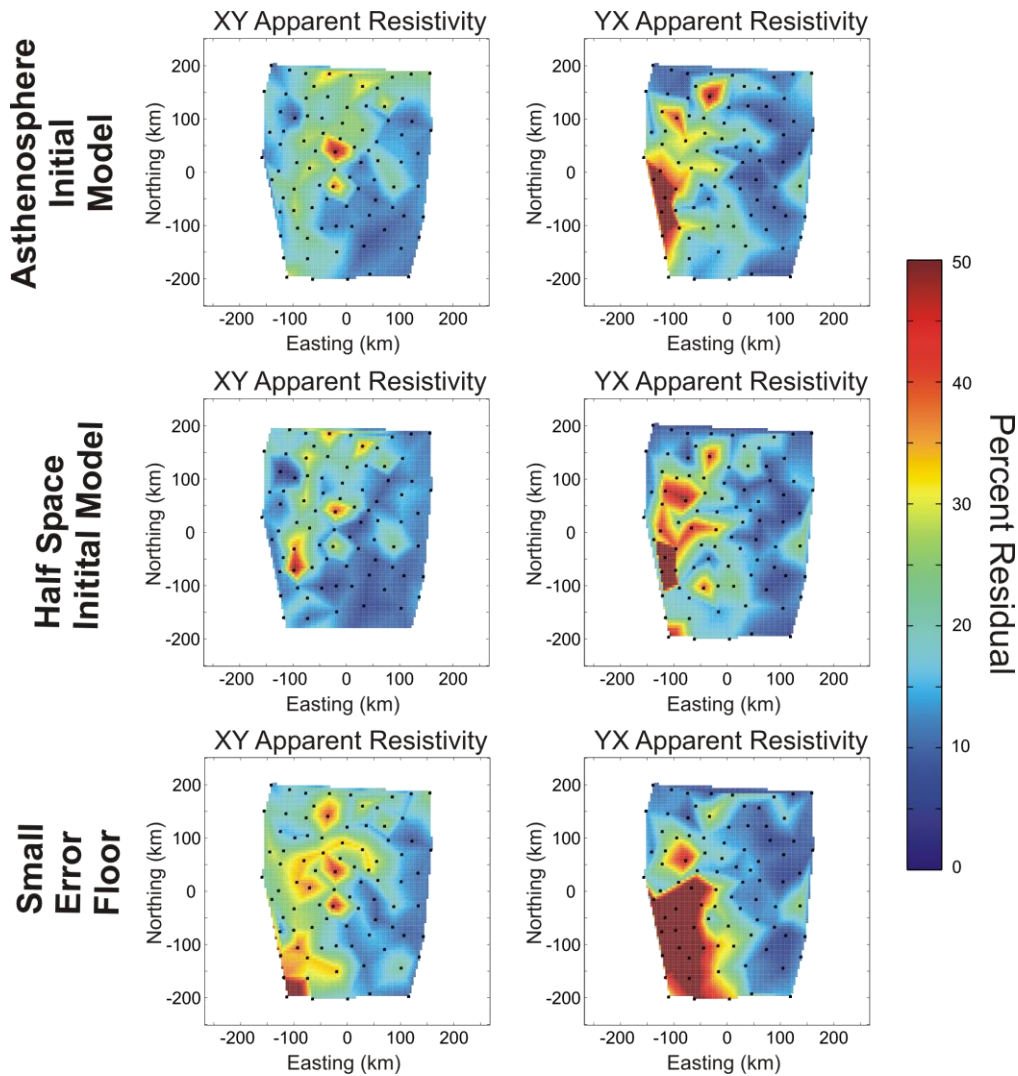 XY Apparent Resistivity
YX Apparent Resistivity
Asthenosphere
Initial
Model
Northing (km)
200
100
0
-100
-200
-200 -100 0 100 200
Easting (km)
Northing (km)
200
100
0
-100
-200
-200 -100 0 100 200
Easting (km)
XY Apparent Resistivity
YX Apparent Resistivity
Half Space
Initital Model
Northing (km)
200
100
0
-100
-200
-200 -100 0 100 200
Easting (km)
Northing (km)
200
100
0
-100
-200
-200 -100 0 100 200
Easting (km)
XY Apparent Resistivity
YX Apparent Resistivity
Small
Error
Floor
Northing (km)
200
100
0
-100
-200
-200 -100 0 100 200
Easting (km)
Northing (km)
200
100
0
-100
-200
-200 -100 0 100 200
Easting (km)
50
40
30
20
10
0
Percent Residual